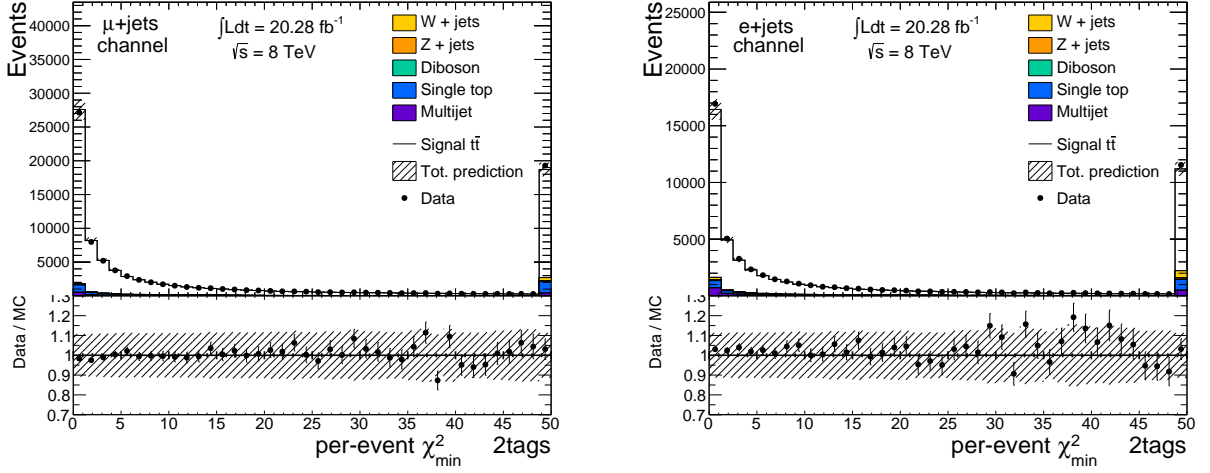 Events
μ+jets
channel
∫Ldt = 20.28 fb⁻¹
√s = 8 TeV
W + jets
Z + jets
Diboson
Single top
Multijet
Signal tt̄
Tot. prediction
Data
40000
35000
30000
25000
20000
15000
10000
5000
Data / MC
1.3
1.2
1.1
1
0.9
0.8
0.7
0 5 10 15 20 25 30 35 40 45 50
per-event χ²min 2tags
Events
e+jets
channel
∫Ldt = 20.28 fb⁻¹
√s = 8 TeV
W + jets
Z + jets
Diboson
Single top
Multijet
Signal tt̄
Tot. prediction
Data
25000
20000
15000
10000
5000
Data / MC
1.3
1.2
1.1
1
0.9
0.8
0.7
0 5 10 15 20 25 30 35 40 45 50
per-event χ²min 2tags